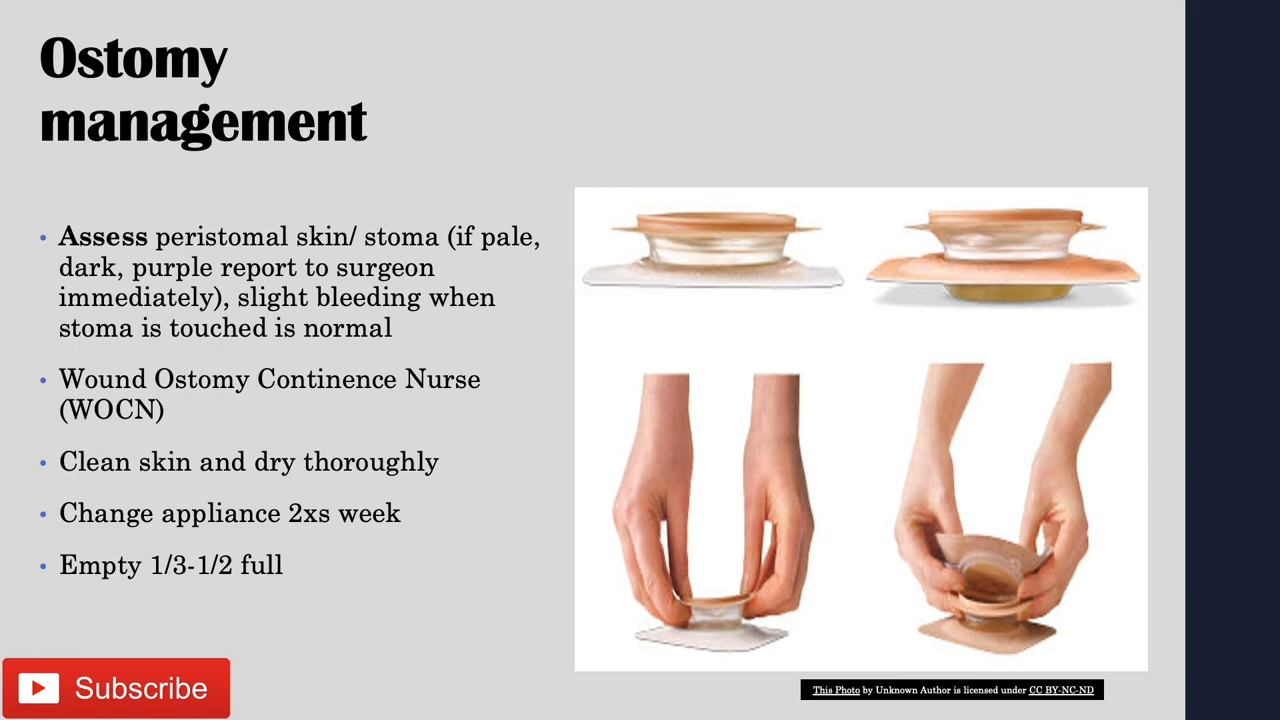 Ostomy
management
• Assess peristomal skin/ stoma (if pale,
dark, purple report to surgeon
immediately), slight bleeding when
stoma is touched is normal
• Wound Ostomy Continence Nurse
(WOCN)
• Clean skin and dry thoroughly
• Change appliance 2xs week
• Empty 1/3-1/2 full
Subscribe
This Photo by Unknown Author is licensed under CC BY-NC-ND